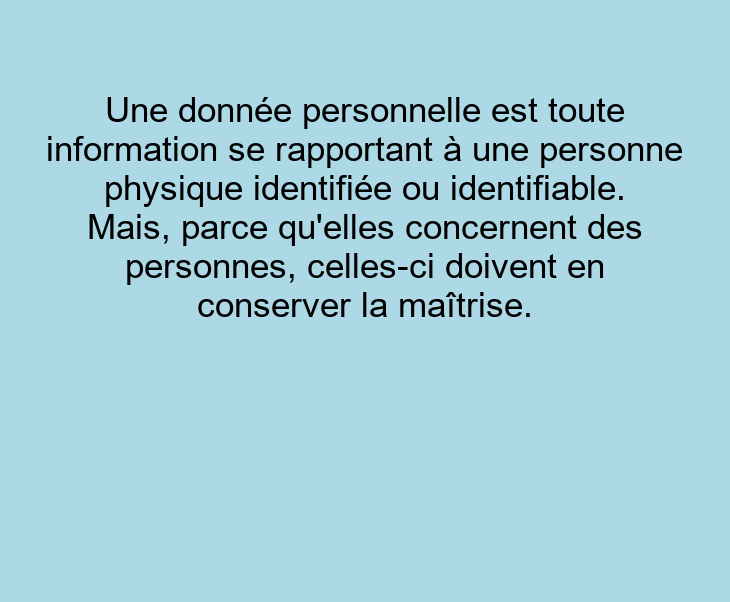 Une donnée personnelle est toute
information se rapportant à une personne
physique identifiée ou identifiable.
Mais, parce qu'elles concernent des
personnes, celles-ci doivent en
conserver la maîtrise.